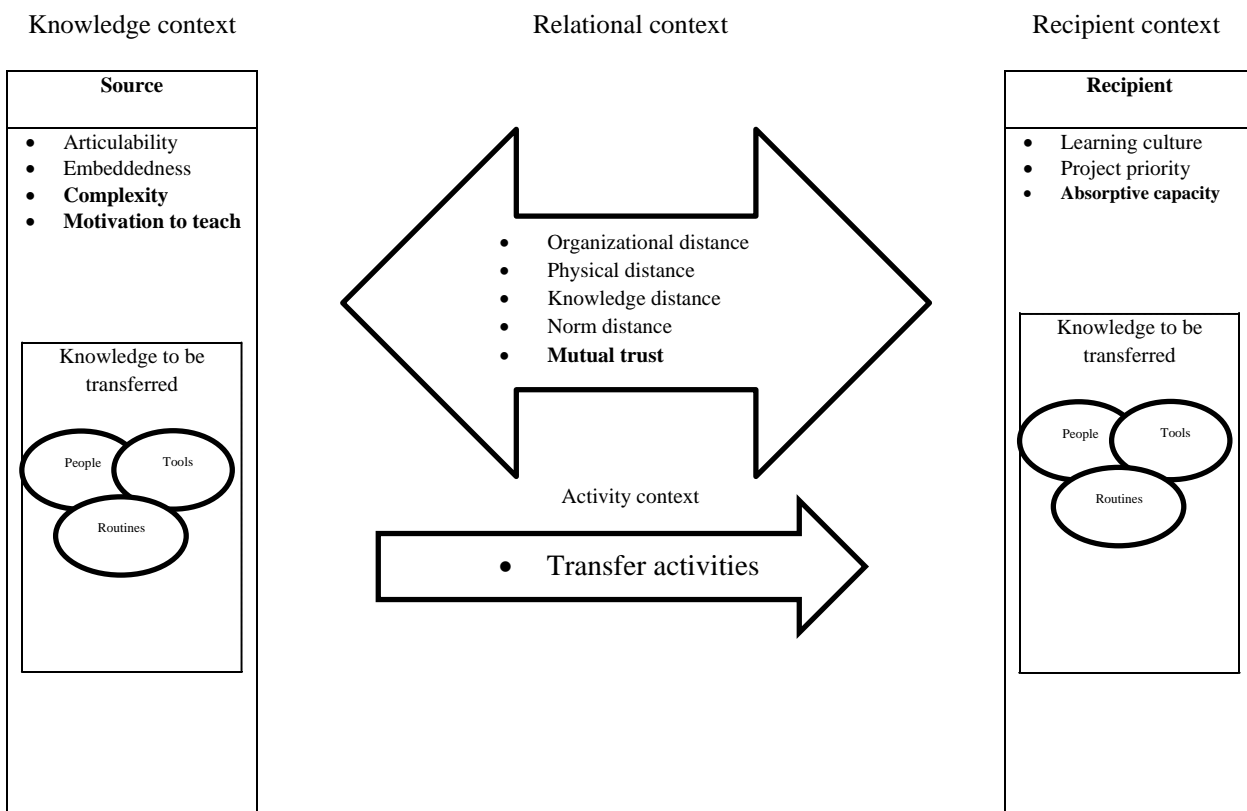 Knowledge context
Relational context
Recipient context
Source
• Articulability
• Embeddedness
• Complexity
• Motivation to teach
Knowledge to be
transferred
People
Tools
Routines
• Organizational distance
• Physical distance
• Knowledge distance
• Norm distance
• Mutual trust
Activity context
• Transfer activities
Recipient
• Learning culture
• Project priority
• Absorptive capacity
Knowledge to be
transferred
People
Tools
Routines